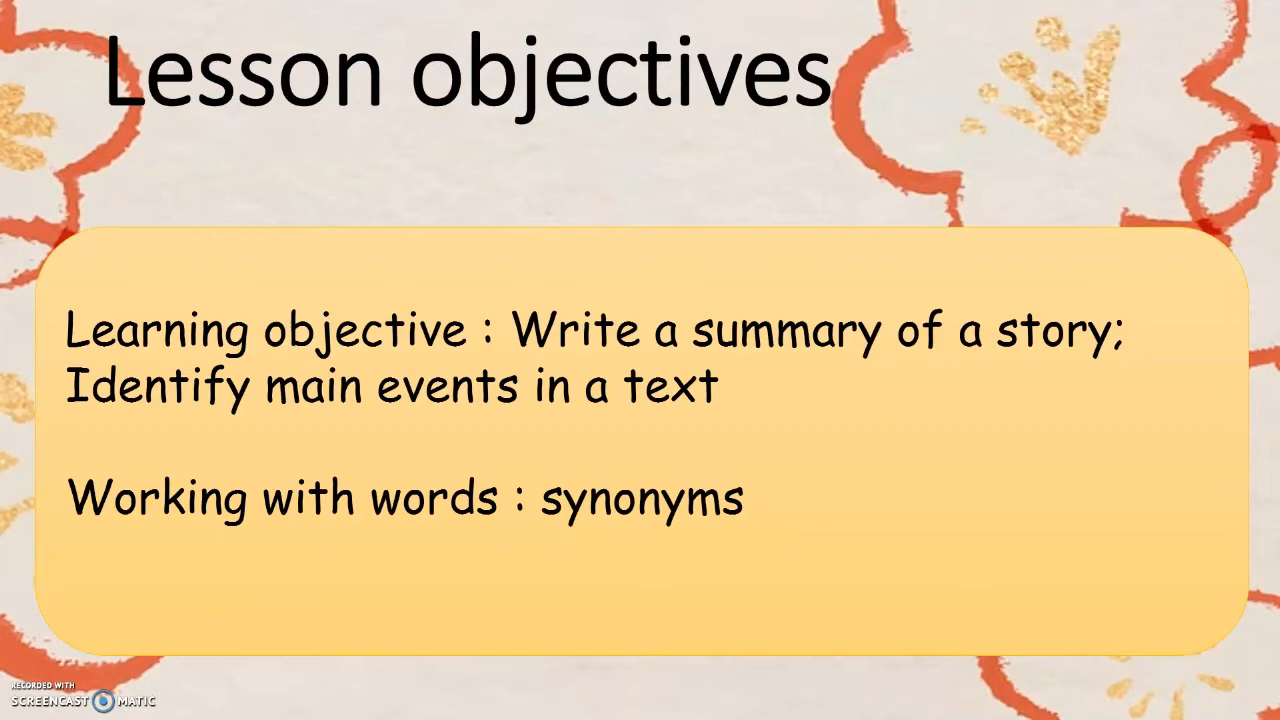 Lesson objectives
Learning objective : Write a summary of a story;
Identify main events in a text
Working with words : synonyms
RECORDED WITH
SCREENCAST MATIC